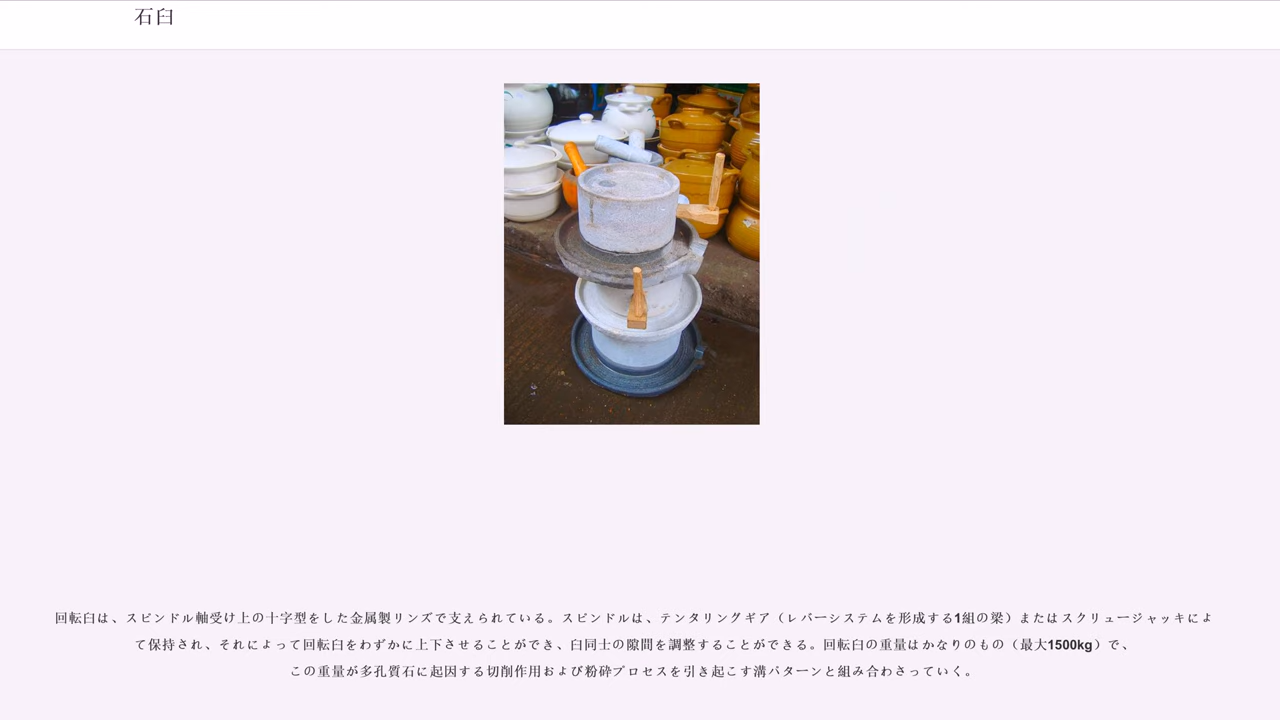 石臼
回転臼は、スピンドル軸受け上の十字型をした金属製リンズで支えられている。スピンドルは、テンタリングギア（レバーシステムを形成する1組の梁）またはスクリュージャッキによ
て保持され、それによって回転臼をわずかに上下させることができ、臼同士の隙間を調整することができる。回転臼の重量はかなりのもの（最大1500kg）で、
この重量が多孔質石に起因する切削作用および粉砕プロセスを引き起こす溝パターンと組み合わさっていく。